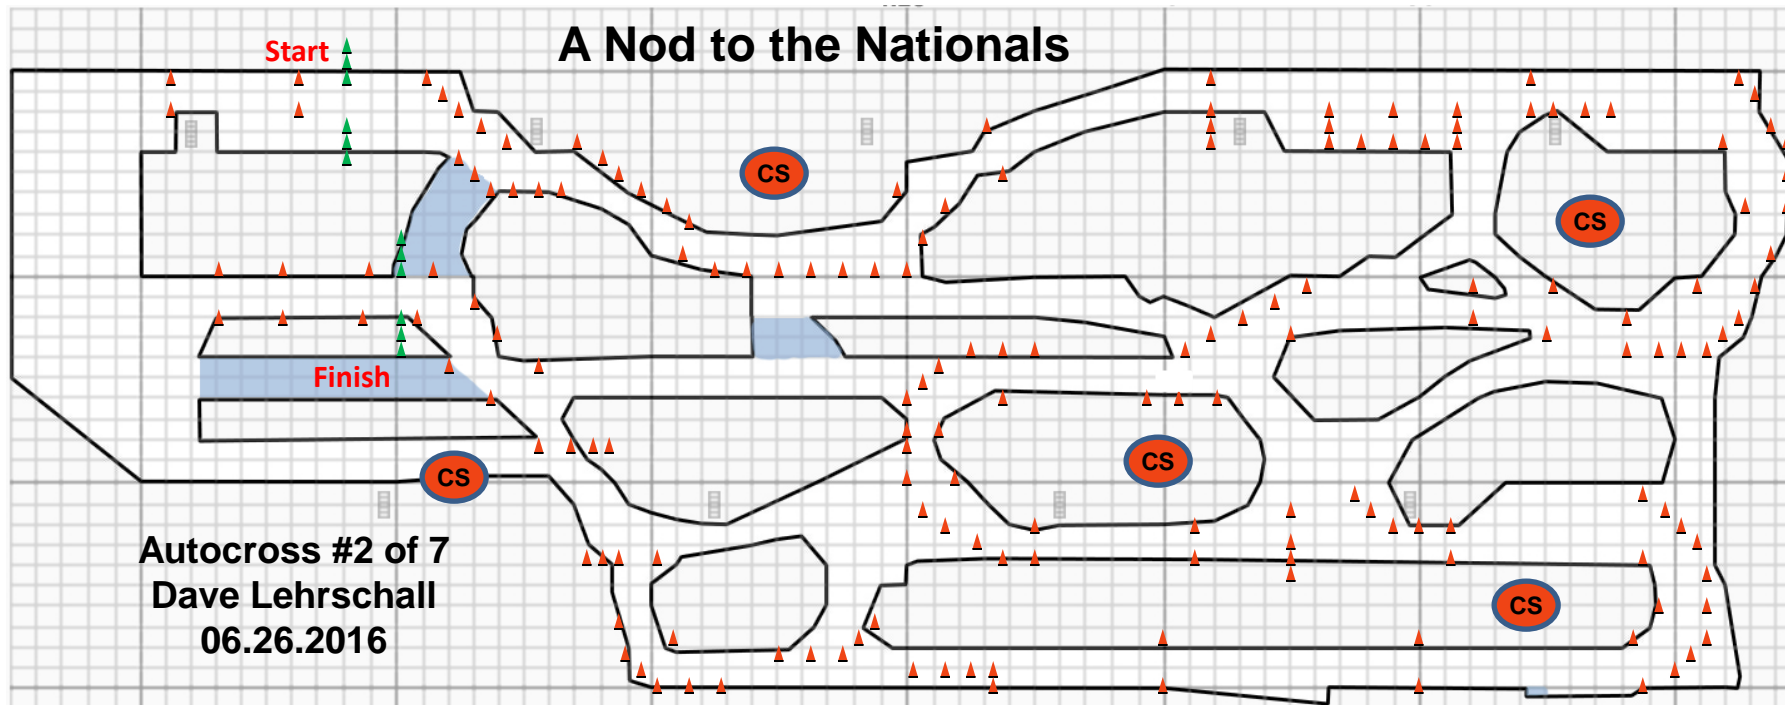 A Nod to the Nationals
Start
CS
CS
Finish
CS
CS
Autocross #2 of 7
Dave Lehrschall
06.26.2016
CS